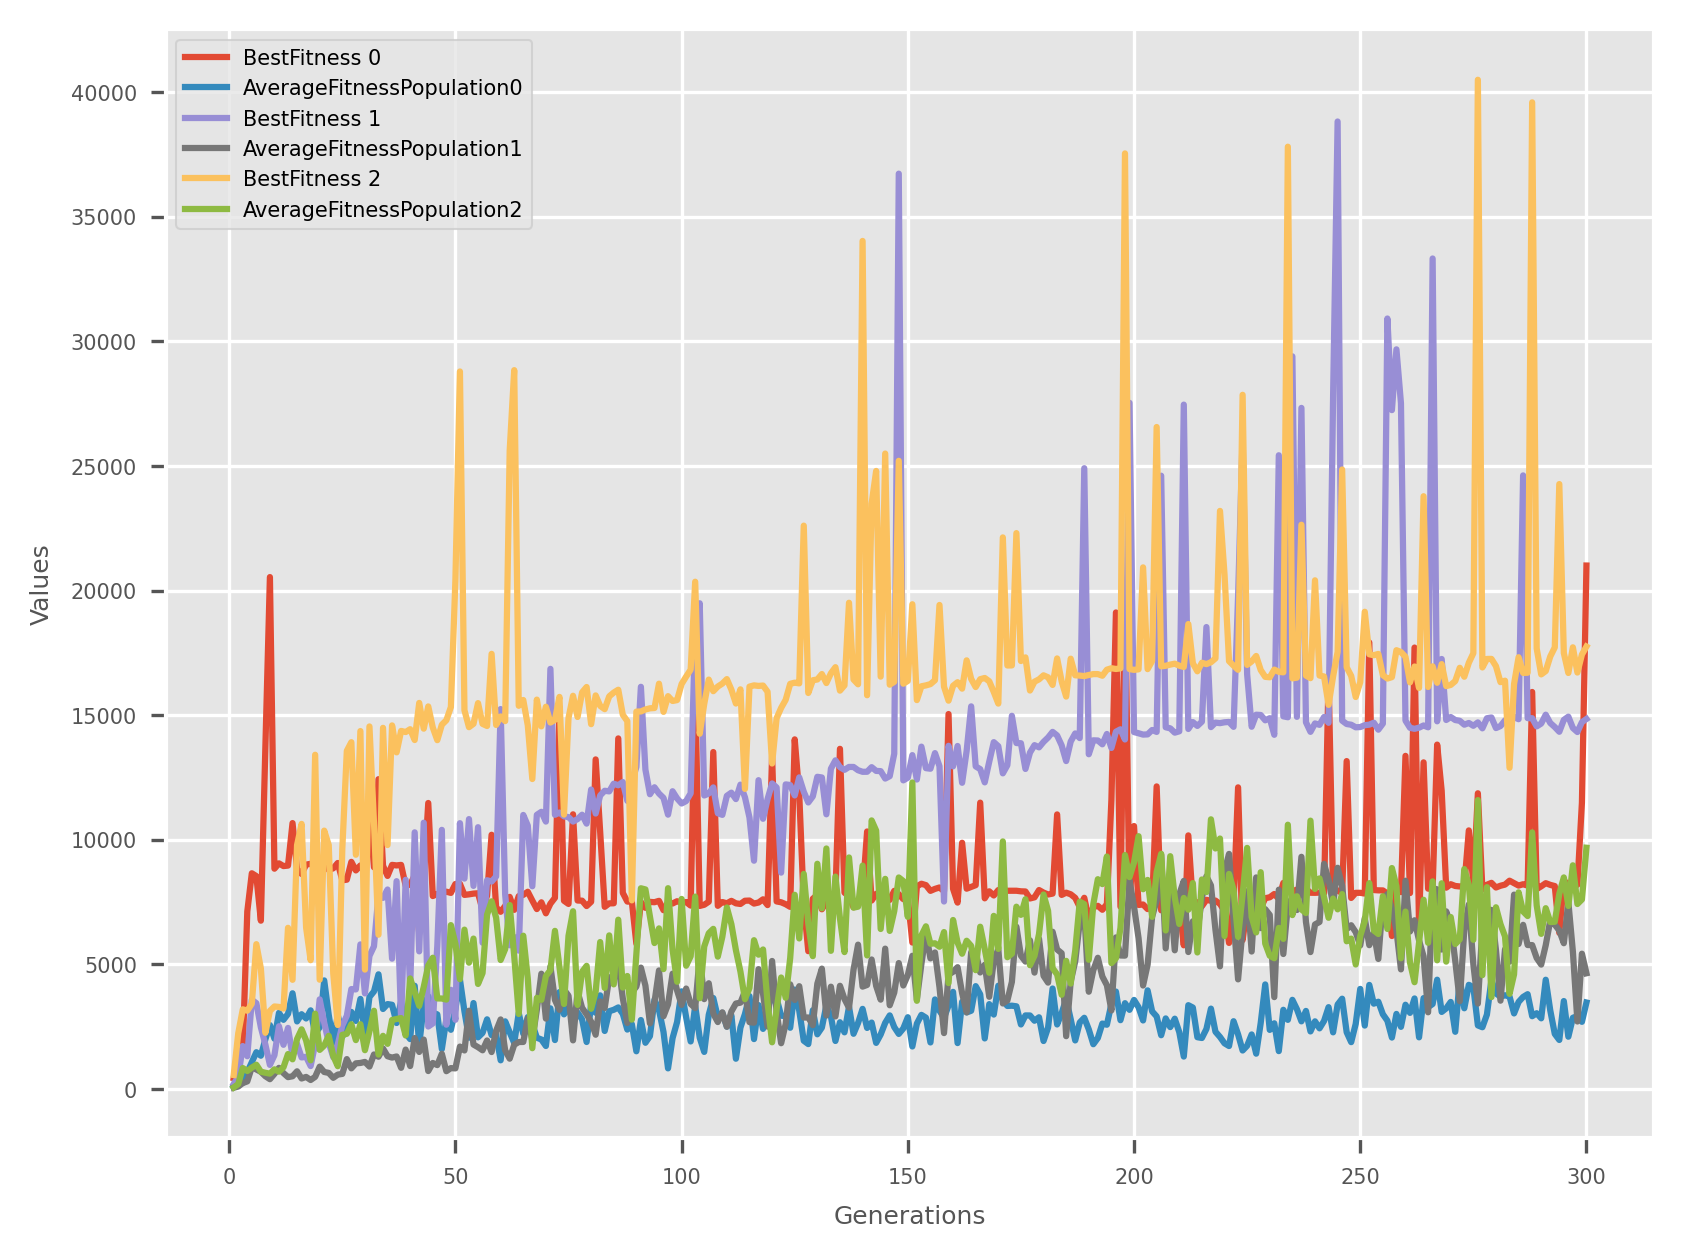 BestFitness 0
AverageFitnessPopulation0
BestFitness 1
AverageFitnessPopulation1
BestFitness 2
AverageFitnessPopulation2
40000
35000
30000
25000
20000
15000
10000
5000
0
Values
0 50 100 150 200 250 300
Generations